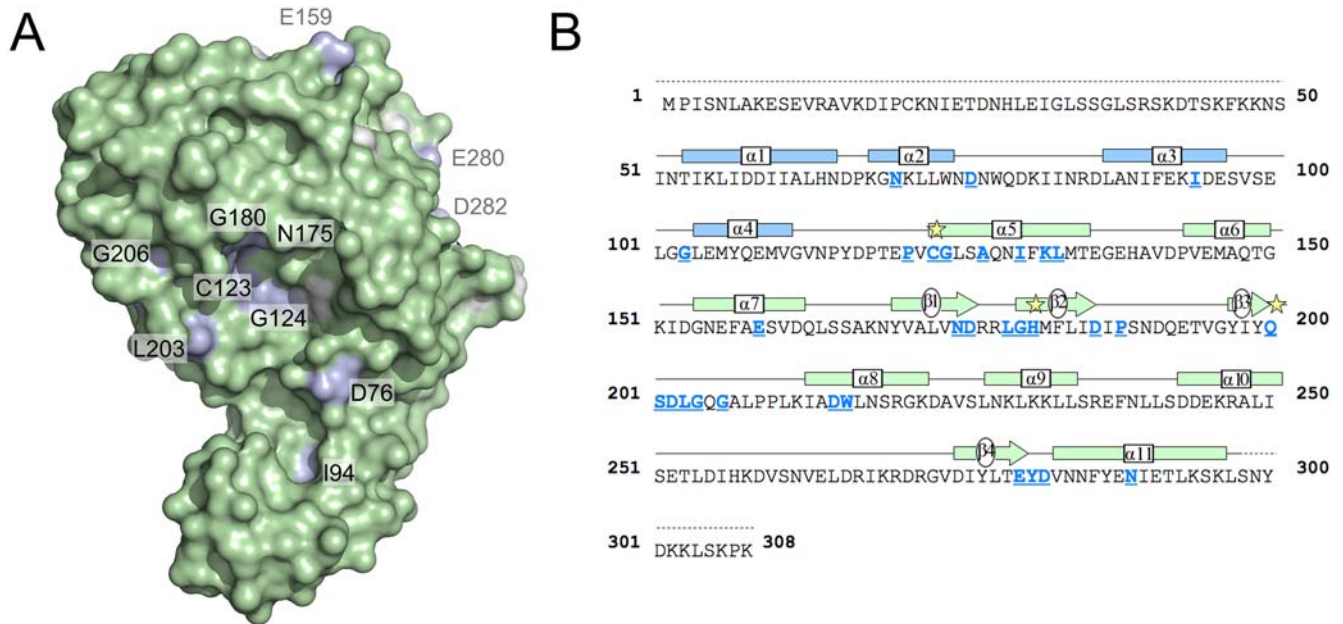 A
E159
E280
D282
G180
N175
G206
C123
G124
L203
D76
I94
B
1 MPISNLAKESEVRAVKDIPCKNIETDNHLEIGLSSGLSRSKDTSKFKKNS 50
α1 α2 α3
51 INTIKLIDDIIALHNDPKGNKLLWNDNWQDKIINRDLANIFEKIDESVSE 100
α4 α5 α6
101 LGGLEMYQEMVGVNPYDPTEPVCGLSAQNIFKLMTEGEHAVDPVEMAQTG 150
α7 β1 β2 β3
151 KIDGNEFAESVDQLSSAKNYVALVNDRRLGHMFLIDIPSNDQETVGYIYQ 200
α8 α9 α10
201 SDLGQGALPPLKIADWLNSRGKDAVSLNKLKKLLSREFNLLSDDEKRALI 250
β4 α11
251 SETLDIHKDVSNVELDRIKRDRGVDIYLTEYDVNNFYENIETLKSKLSNY 300
301 DKKLSKPK 308